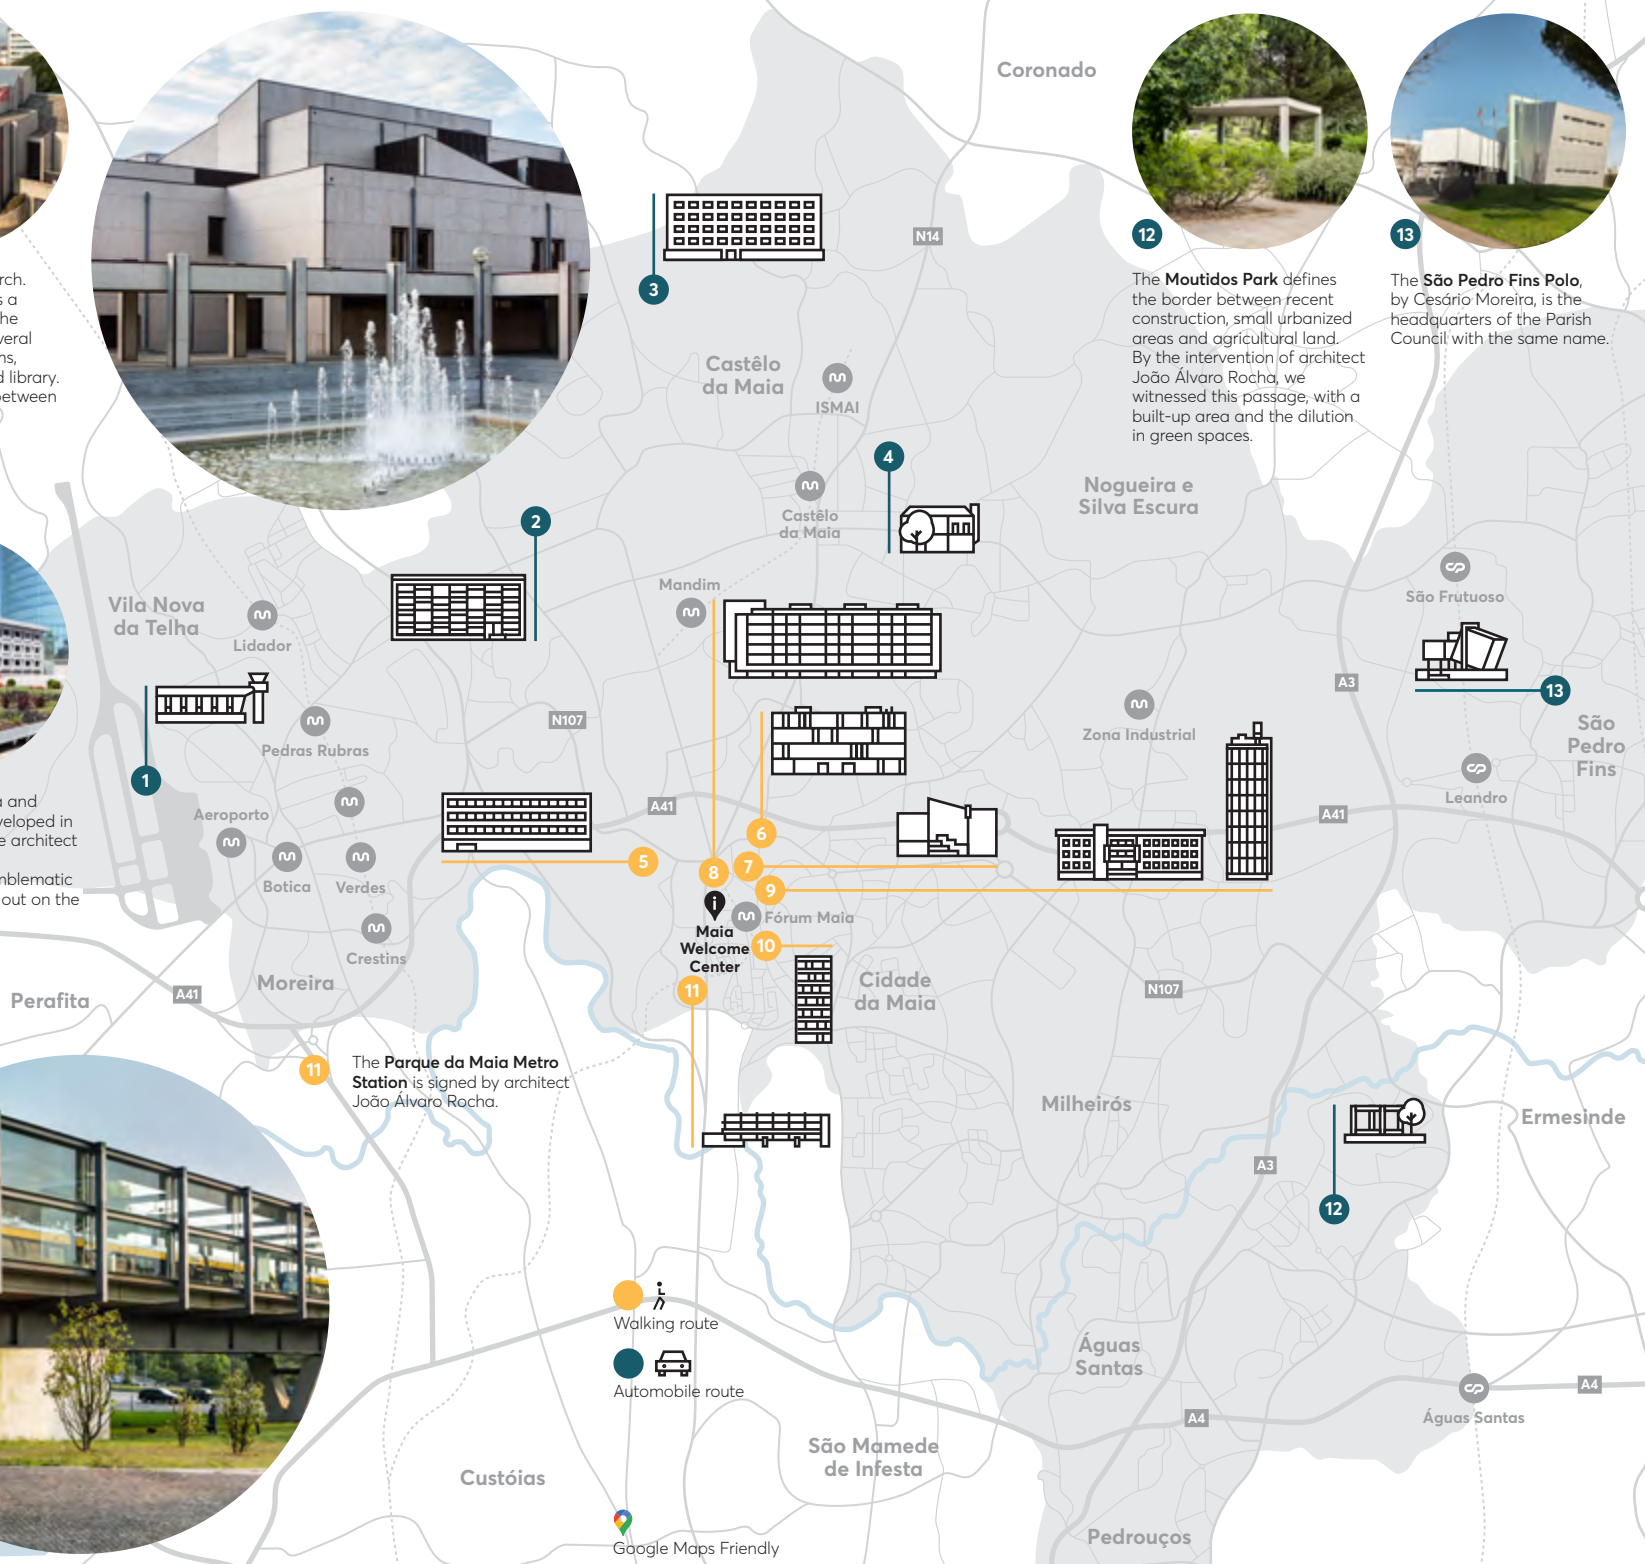 rch.
s a
he
veral
ns,
d library.
between
Coronado
12
13
The Moutidos Park defines
the border between recent
construction, small urbanized
areas and agricultural land.
By the intervention of architect
João Álvaro Rocha, we
witnessed this passage, with a
built-up area and the dilution
in green spaces.
The São Pedro Fins Polo,
by Cesário Moreira, is the
headquarters of the Parish
Council with the same name.
N14
3
Castêlo
da Maia
ISMAI
4
Castêlo
da Maia
Nogueira e
Silva Escura
2
Mandim
São Frutuoso
Vila Nova
da Telha
Lidador
A3
13
N107
Pedras Rubras
Zona Industrial
São
Pedro
Fins
1
Leandro
a and
veloped in
e architect
mblematic
out on the
Aeroporto
A41
A41
6
5
8
7
9
Botica
Verdes
Fórum Maia
Maia
Welcome
Center
10
Crestins
Moreira
Cidade
da Maia
N107
Perafita
A41
11
11
The Parque da Maia Metro
Station is signed by architect
João Álvaro Rocha.
Milheirós
Ermesinde
A3
12
Walking route
Águas
Santas
Automobile route
A4
A4
Águas Santas
São Mamede
de Infesta
Custóias
Pedrouços
Google Maps Friendly